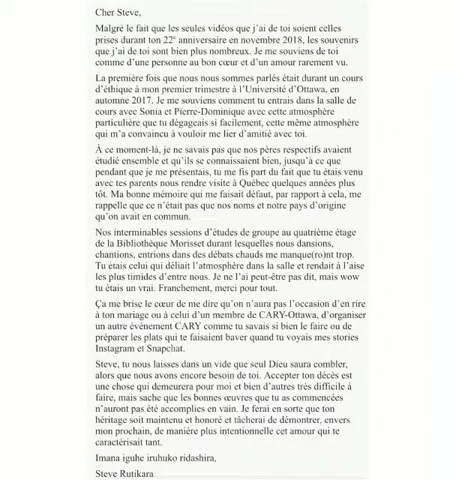 Cher Steve,
Malgré le fait que les seules vidéos que j'ai de toi soient celles
prises durant ton 22e anniversaire en novembre 2018, les souvenirs
que j'ai de toi sont bien plus nombreux. Je me souviens de toi
comme d'une personne au bon cœur et d'un amour rarement vu.
La première fois que nous nous sommes parlés était durant un cours
d'éthique à mon premier trimestre à l'Université d'Ottawa, en
automne 2017. Je me souviens comment tu entrais dans la salle de
cours avec Sonia et Pierre-Dominique avec cette atmosphère
particulière que tu dégageais si facilement, cette même atmosphère
qui m'a convaincu à vouloir me lier d'amitié avec toi.
À ce moment-là, je ne savais pas que nos pères respectifs avaient
étudié ensemble et qu'ils se connaissaient bien, jusqu'à ce que
pendant que je me présentais, tu me fis part du fait que tu étais venu
avec tes parents nous rendre visite à Québec quelques années plus
tôt. Ma bonne mémoire qui me faisait défaut, par rapport à cela, me
rappelle que ce n'était pas que nos noms et notre pays d'origine
qu'on avait en commun.
Nos interminables sessions d'études de groupe au quatrième étage
de la Bibliothèque Morisset durant lesquelles nous dansions,
chantions, entrions dans des débats chauds me manque(ro)nt trop.
Tu étais celui qui déliait l'atmosphère dans la salle et rendait à l'aise
les plus timides d'entre nous. Je ne l'ai peut-être pas dit, mais wow
tu étais un vrai. Franchement, merci pour tout.
Ça me brise le cœur de me dire qu'on n'aura pas l'occasion d'en rire
à ton mariage ou à celui d'un membre de CARY-Ottawa, d'organiser
un autre événement CARY comme tu savais si bien le faire ou de
préparer les plats qui te faisaient baver quand tu voyais mes stories
Instagram et Snapchat.
Steve, tu nous laisses dans un vide que seul Dieu saura combler,
alors que nous avons encore besoin de toi. Accepter ton décès est
une chose qui demeurera pour moi et bien d'autres très difficile à
faire, mais sache que les bonnes œuvres que tu as commencées
n'auront pas été accomplies en vain. Je ferai en sorte que ton
héritage soit maintenu et honoré et tâcherai de démontrer, envers
mon prochain, de manière plus intentionnelle cet amour qui te
caractérisait tant.
Imana iguhe iruhuko ridashira,
Steve Rutikara